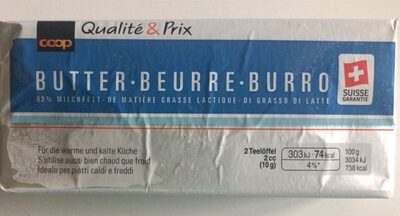 coop Qualité & Prix
BUTTER · BEURRE · BURRO
82% MILCHFETT · DE MATIÈRE GRASSE LACTIQUE · DI GRASSO DI LATTE
SUISSE
GARANTIE
Für die warme und kalte Küche
S'utilise aussi bien chaud que froid
Ideale per piatti caldi e freddi
2 Teelöffel
2 cc
(10 g)
303 kJ · 74 kcal
4%*
100 g
3034 kJ
738 kcal